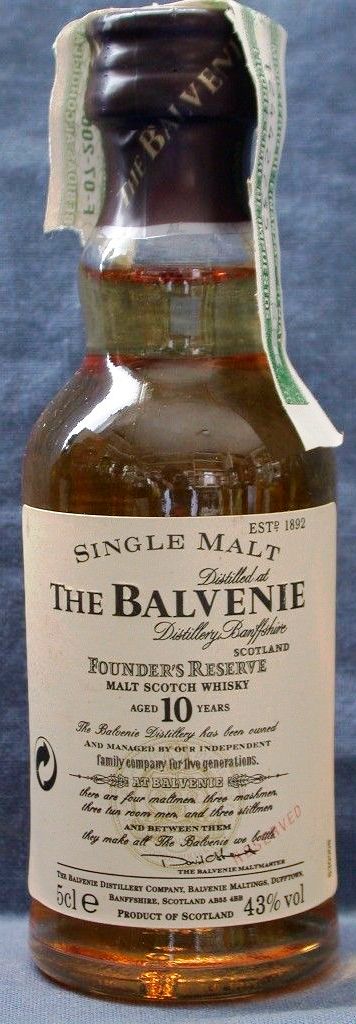 THE BALVENIE
ESTD 1892
SINGLE MALT
Distilled at
THE BALVENIE
Distillery, Banffshire
SCOTLAND
FOUNDER'S RESERVE
MALT SCOTCH WHISKY
AGED 10 YEARS
The Balvenie Distillery has been owned
AND MANAGED BY OUR INDEPENDENT
family company for five generations.
AT BALVENIE
there are four maltmen, three mashmen,
three tun room men, and three stillmen
AND BETWEEN THEM
they make all The Balvenie we bottle.
RESERVED
THE BALVENIE MALTMASTER
THE BALVENIE DISTILLERY COMPANY, BALVENIE MALTINGS, DUFFTOWN,
BANFFSHIRE, SCOTLAND AB55 4BB
5cl e PRODUCT OF SCOTLAND 43% vol